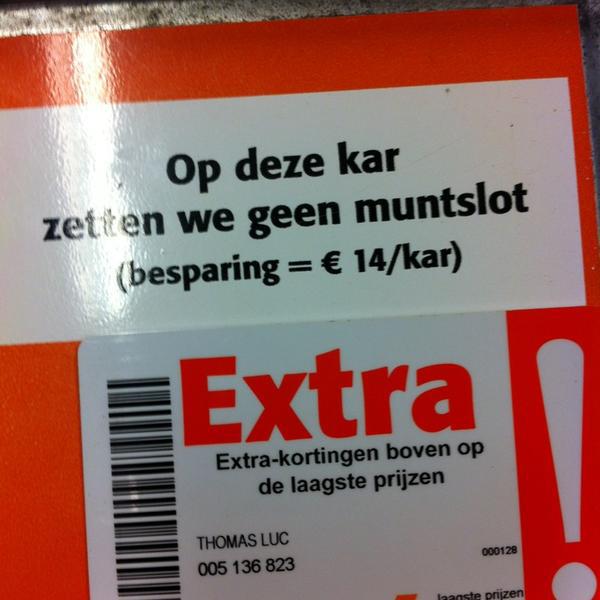 Op deze kar
zetten we geen muntslot
(besparing = € 14/kar)
Extra
Extra-kortingen boven op
de laagste prijzen
THOMAS LUC
005 136 823
000128
laagste prijzen
!